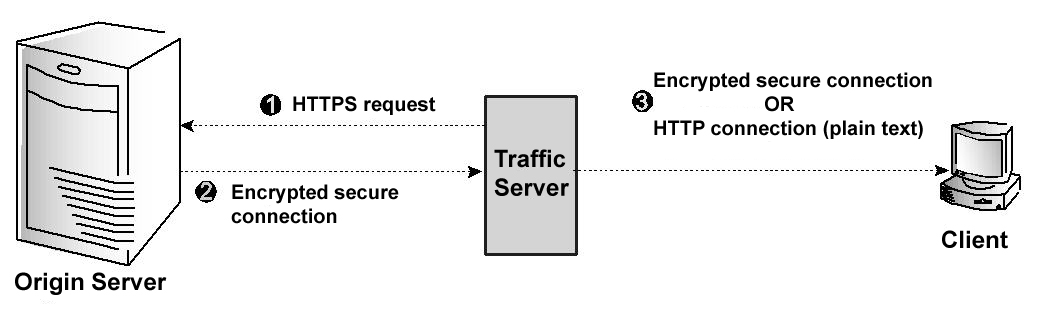 1 HTTPS request
2 Encrypted secure
connection
Traffic
Server
3 Encrypted secure connection
OR
HTTP connection (plain text)
Origin Server
Client